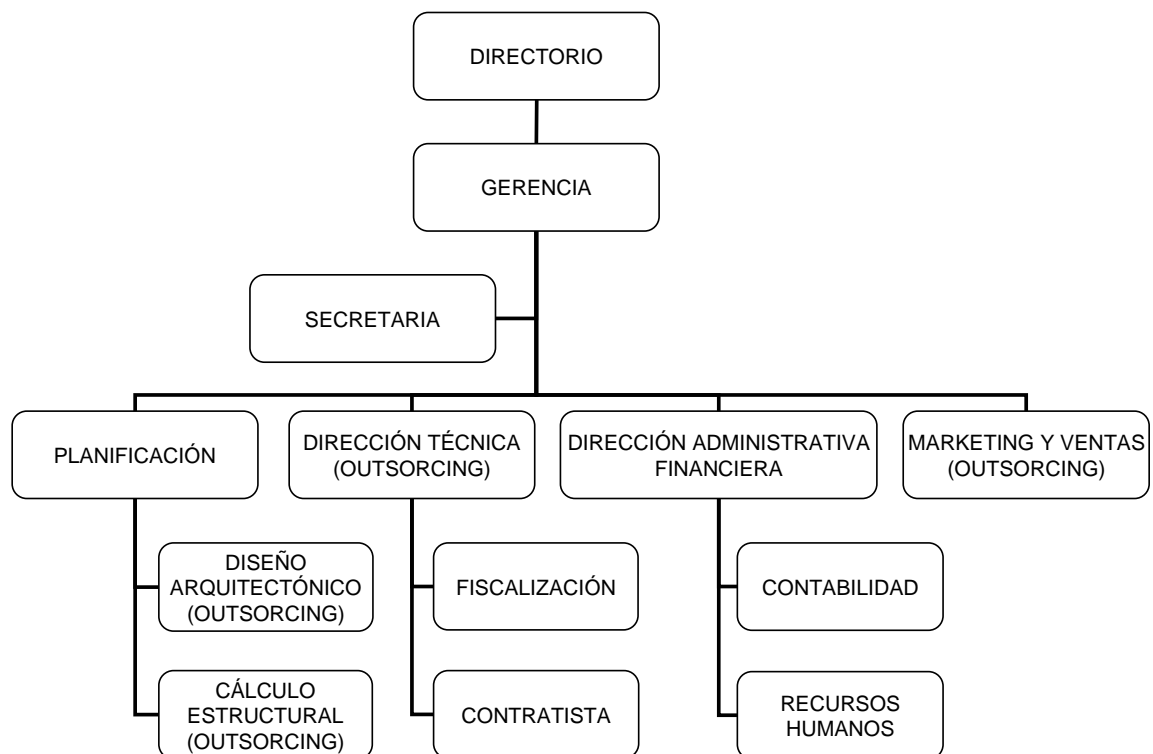 DIRECTORIO
GERENCIA
SECRETARIA
PLANIFICACIÓN
DIRECCIÓN TÉCNICA
(OUTSORCING)
DIRECCIÓN ADMINISTRATIVA
FINANCIERA
MARKETING Y VENTAS
(OUTSORCING)
DISEÑO
ARQUITECTÓNICO
(OUTSORCING)
FISCALIZACIÓN
CONTABILIDAD
CÁLCULO
ESTRUCTURAL
(OUTSORCING)
CONTRATISTA
RECURSOS
HUMANOS